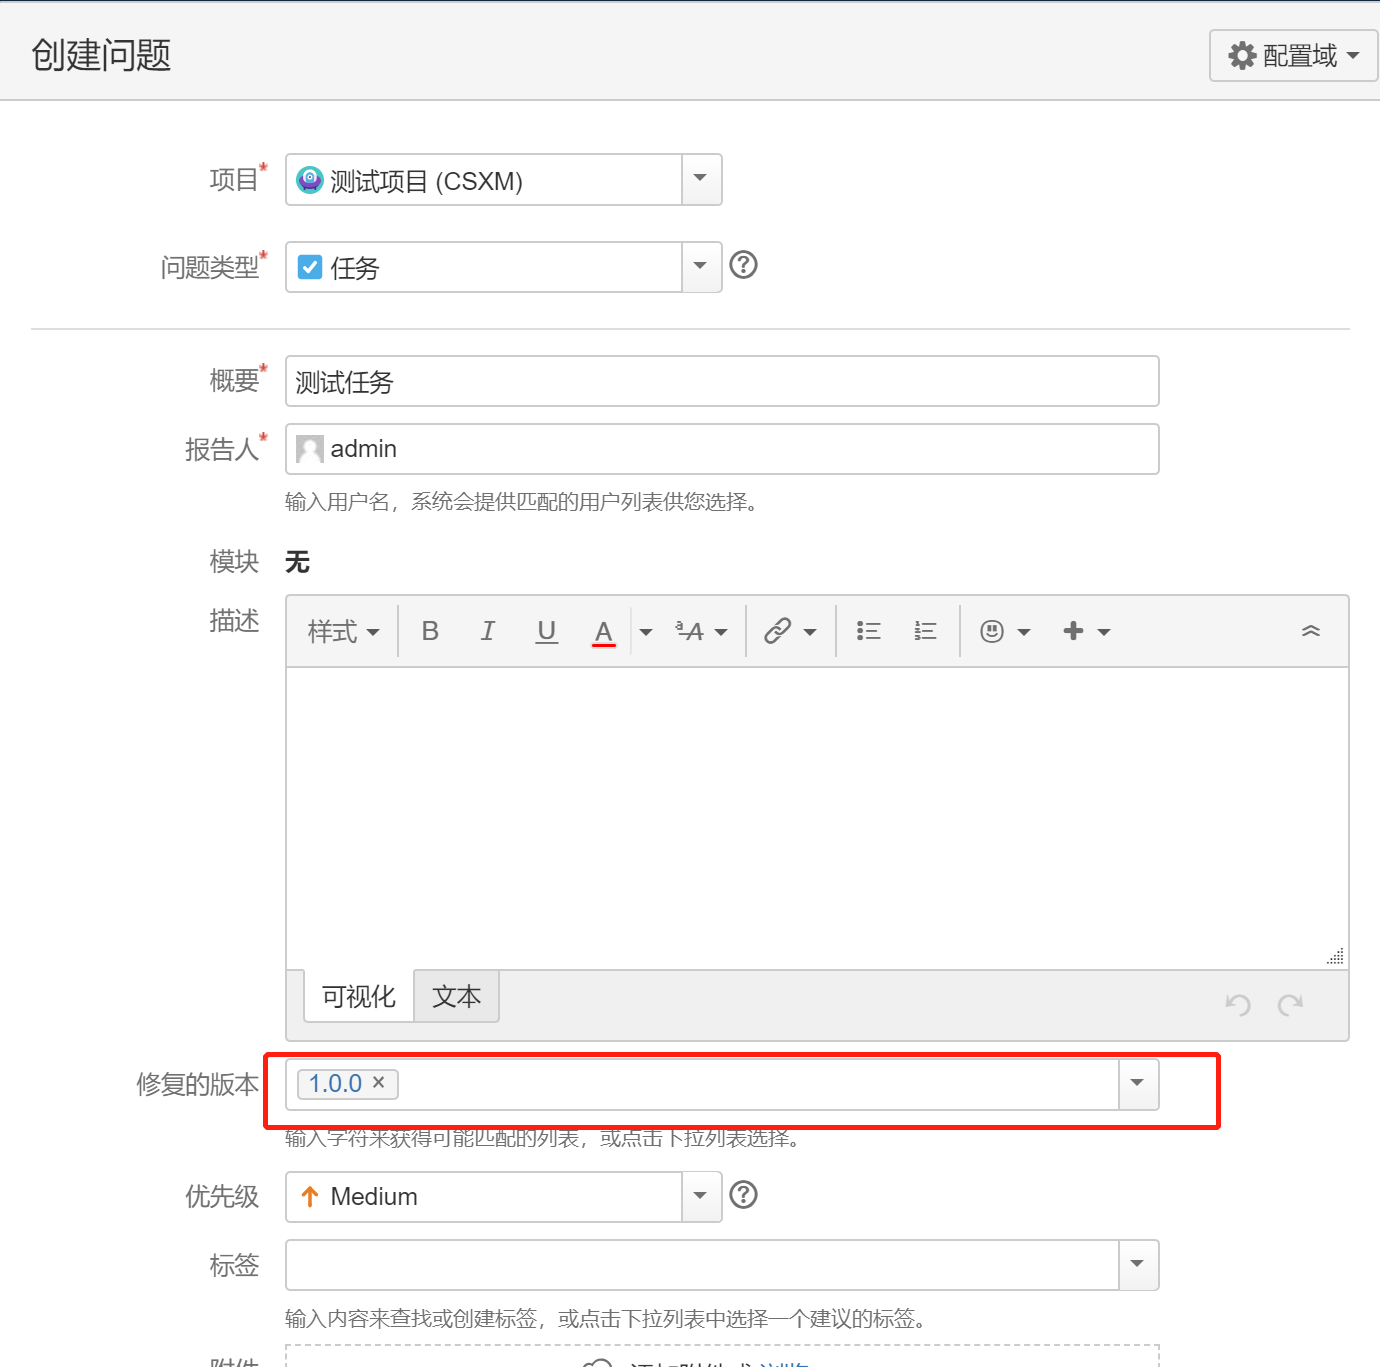 创建问题
配置域
项目*
测试项目 (CSXM)
问题类型*
任务
概要*
测试任务
报告人*
admin
输入用户名，系统会提供匹配的用户列表供您选择。
模块 无
描述
样式 B I U A ªA
可视化 文本
修复的版本
1.0.0 ×
输入字符来获得可能匹配的列表，或点击下拉列表选择。
优先级
Medium
标签
输入内容来查找或创建标签，或点击下拉列表中选择一个建议的标签。